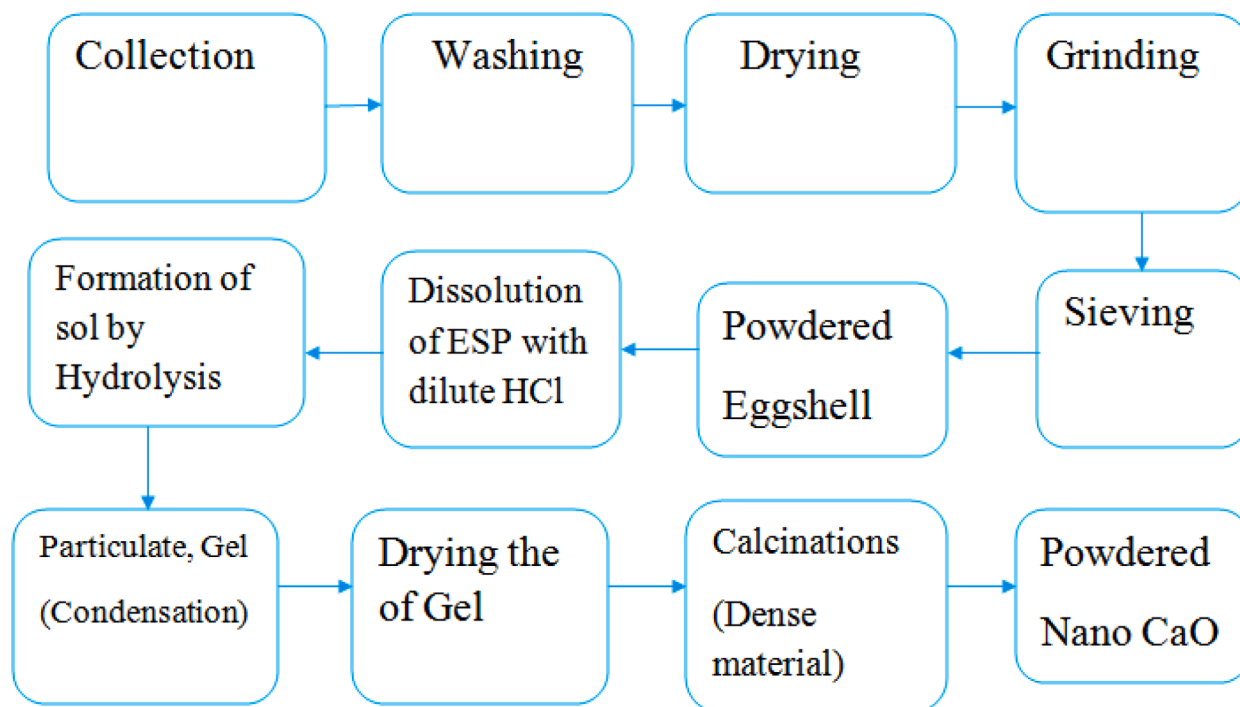 Collection
Washing
Drying
Grinding
Sieving
Powdered
Eggshell
Dissolution
of ESP with
dilute HCl
Formation of
sol by
Hydrolysis
Particulate, Gel
(Condensation)
Drying the
of Gel
Calcinations
(Dense
material)
Powdered
Nano CaO